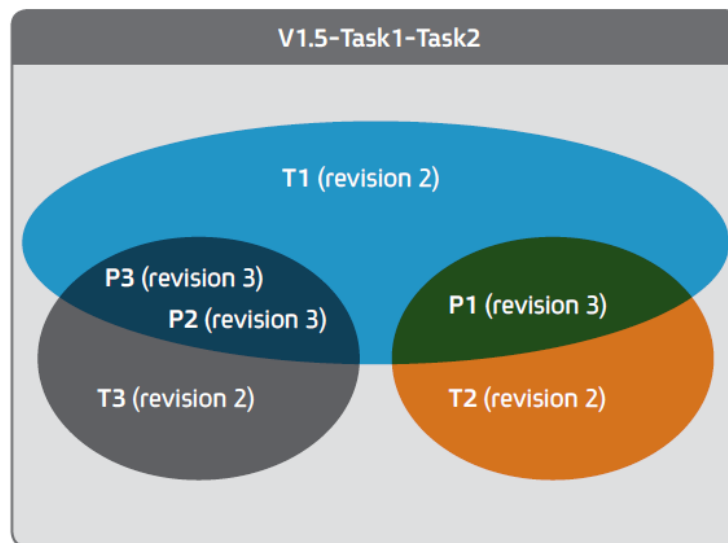 V1.5-Task1-Task2
T1 (revision 2)
P3 (revision 3)
P2 (revision 3)
P1 (revision 3)
T3 (revision 2)
T2 (revision 2)